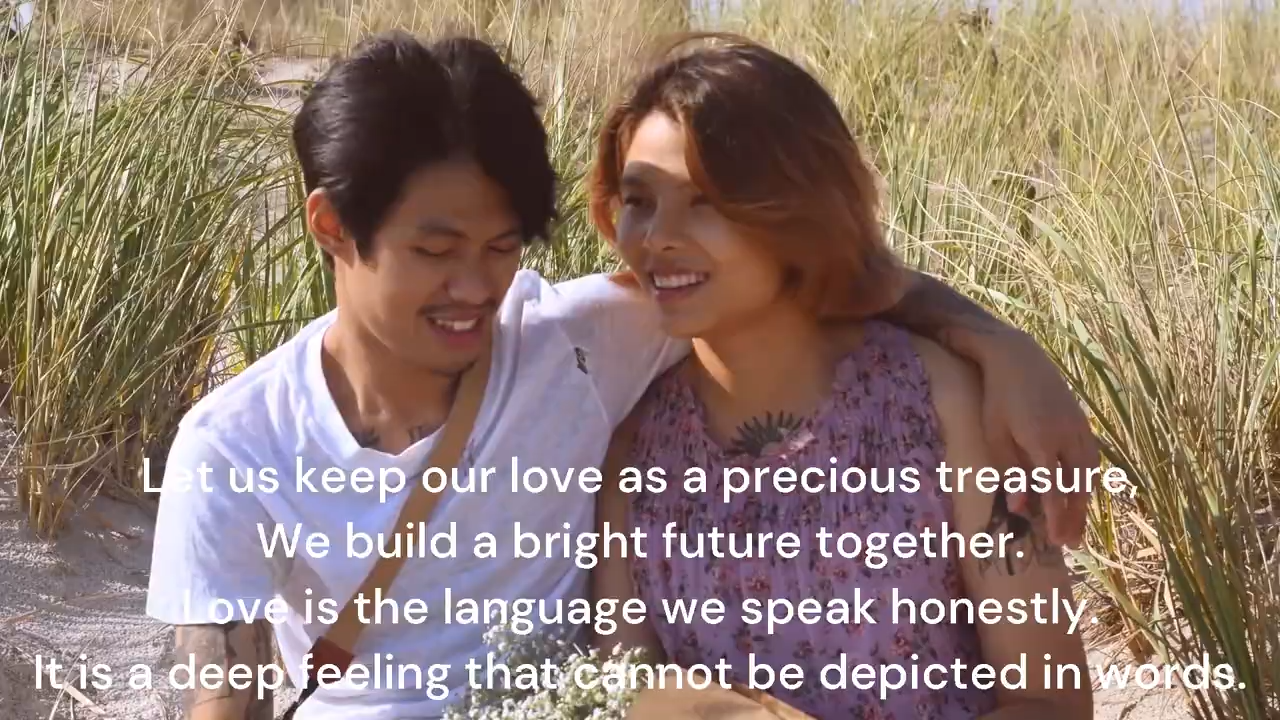 Let us keep our love as a precious treasure,
We build a bright future together.
Love is the language we speak honestly.
It is a deep feeling that cannot be depicted in words.